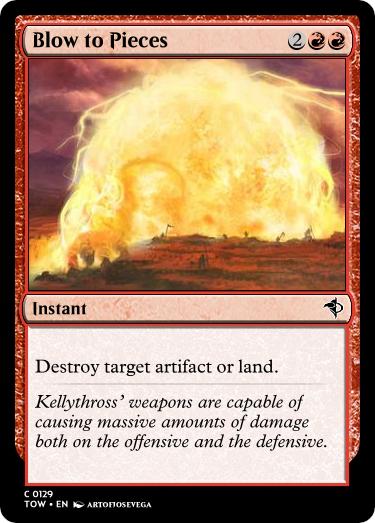 Blow to Pieces 2
Instant
Destroy target artifact or land.
Kellythross' weapons are capable of
causing massive amounts of damage
both on the offensive and the defensive.
C 0129
TOW • EN ARTOFJOSEVEGA